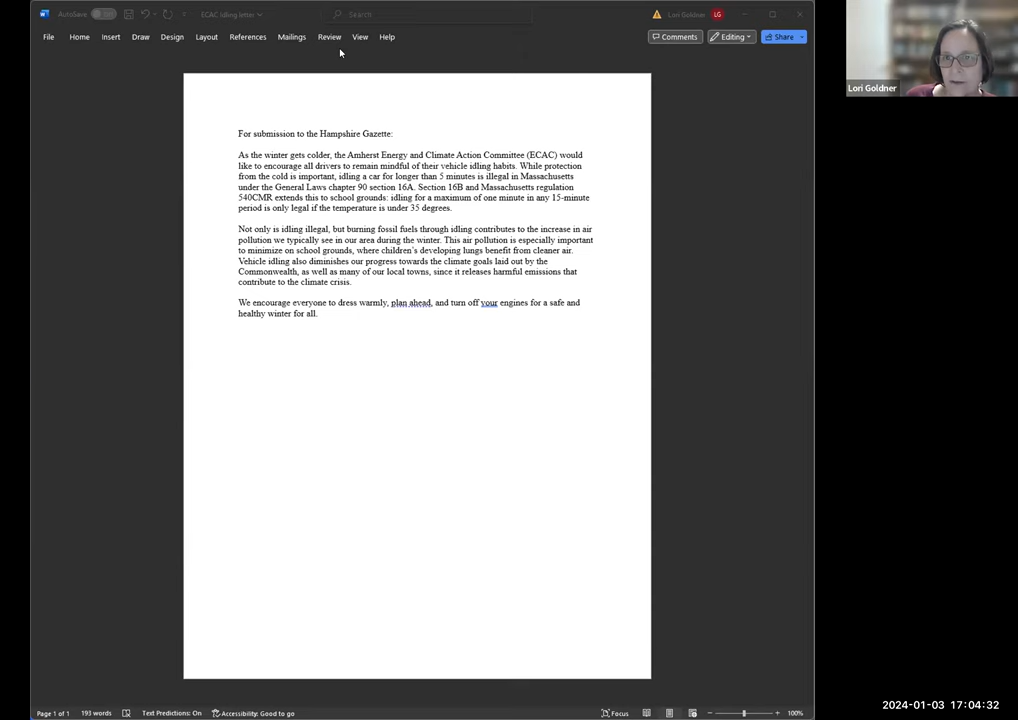 AutoSave
ECAC Idling letter
Search
Lori Goldner
LG
File Home Insert Draw Design Layout References Mailings Review View Help
Comments
Editing
Share
Lori Goldner
For submission to the Hampshire Gazette:
As the winter gets colder, the Amherst Energy and Climate Action Committee (ECAC) would
like to encourage all drivers to remain mindful of their vehicle idling habits. While protection
from the cold is important, idling a car for longer than 5 minutes is illegal in Massachusetts
under the General Laws chapter 90 section 16A. Section 16B and Massachusetts regulation
540CMR extends this to school grounds: idling for a maximum of one minute in any 15-minute
period is only legal if the temperature is under 35 degrees.
Not only is idling illegal, but burning fossil fuels through idling contributes to the increase in air
pollution we typically see in our area during the winter. This air pollution is especially important
to minimize on school grounds, where children's developing lungs benefit from cleaner air.
Vehicle idling also diminishes our progress towards the climate goals laid out by the
Commonwealth, as well as many of our local towns, since it releases harmful emissions that
contribute to the climate crisis.
We encourage everyone to dress warmly, plan ahead, and turn off your engines for a safe and
healthy winter for all.
Page 1 of 1 193 words Text Predictions: On Accessibility: Good to go Focus 100%
2024-01-03 17:04:32